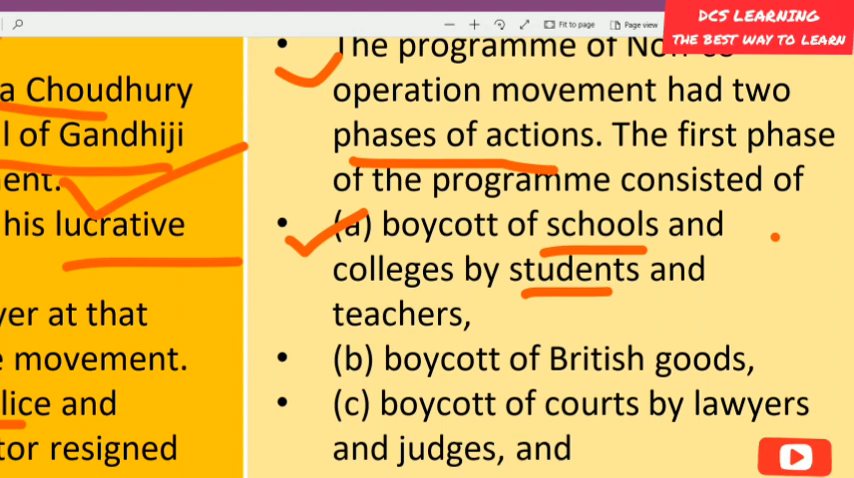 Fit to page
Page view
DCS LEARNING
THE BEST WAY TO LEARN
a Choudhury
l of Gandhiji
ent.
his lucrative
yer at that
e movement.
lice and
tor resigned
• The programme of Non-co
operation movement had two
phases of actions. The first phase
of the programme consisted of
• (a) boycott of schools and
colleges by students and
teachers,
• (b) boycott of British goods,
• (c) boycott of courts by lawyers
and judges, and